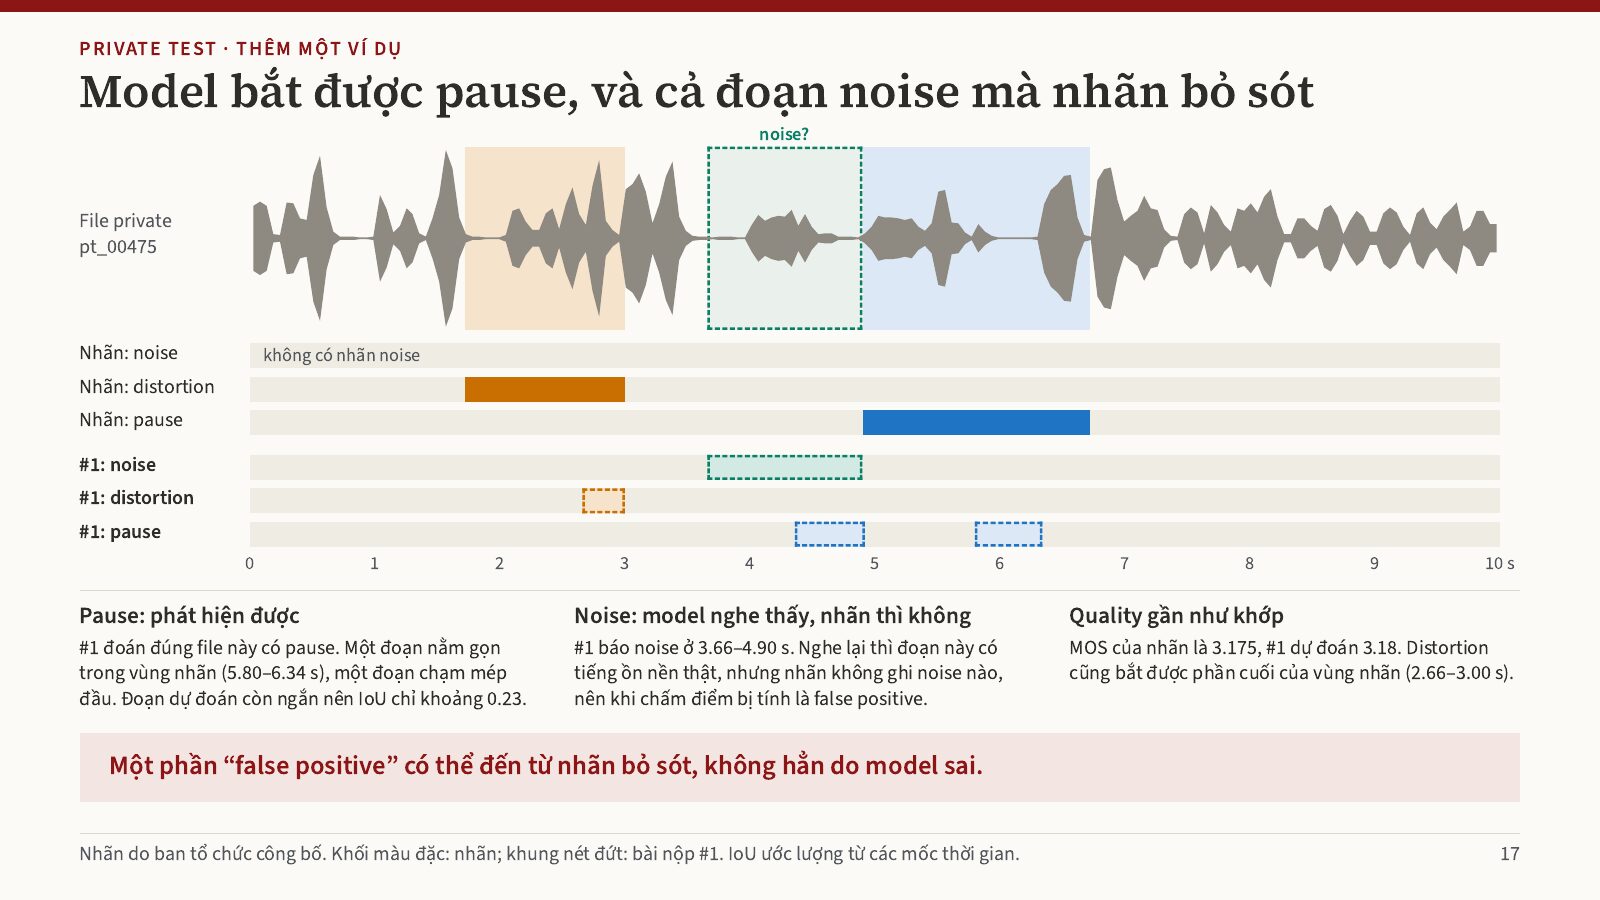 PRIVATE TEST · THÊM MỘT VÍ DỤ
Model bắt được pause, và cả đoạn noise mà nhãn bỏ sót
noise?
File private
pt_00475
Nhãn: noise
không có nhãn noise
Nhãn: distortion
Nhãn: pause
#1: noise
#1: distortion
#1: pause
0 1 2 3 4 5 6 7 8 9 10 s
Pause: phát hiện được
#1 đoán đúng file này có pause. Một đoạn nằm gọn
trong vùng nhãn (5.80–6.34 s), một đoạn chạm mép
đầu. Đoạn dự đoán còn ngắn nên IoU chỉ khoảng 0.23.
Noise: model nghe thấy, nhãn thì không
#1 báo noise ở 3.66–4.90 s. Nghe lại thì đoạn này có
tiếng ồn nền thật, nhưng nhãn không ghi noise nào,
nên khi chấm điểm bị tính là false positive.
Quality gần như khớp
MOS của nhãn là 3.175, #1 dự đoán 3.18. Distortion
cũng bắt được phần cuối của vùng nhãn (2.66–3.00 s).
Một phần “false positive” có thể đến từ nhãn bỏ sót, không hẳn do model sai.
Nhãn do ban tổ chức công bố. Khối màu đặc: nhãn; khung nét đứt: bài nộp #1. IoU ước lượng từ các mốc thời gian.
17